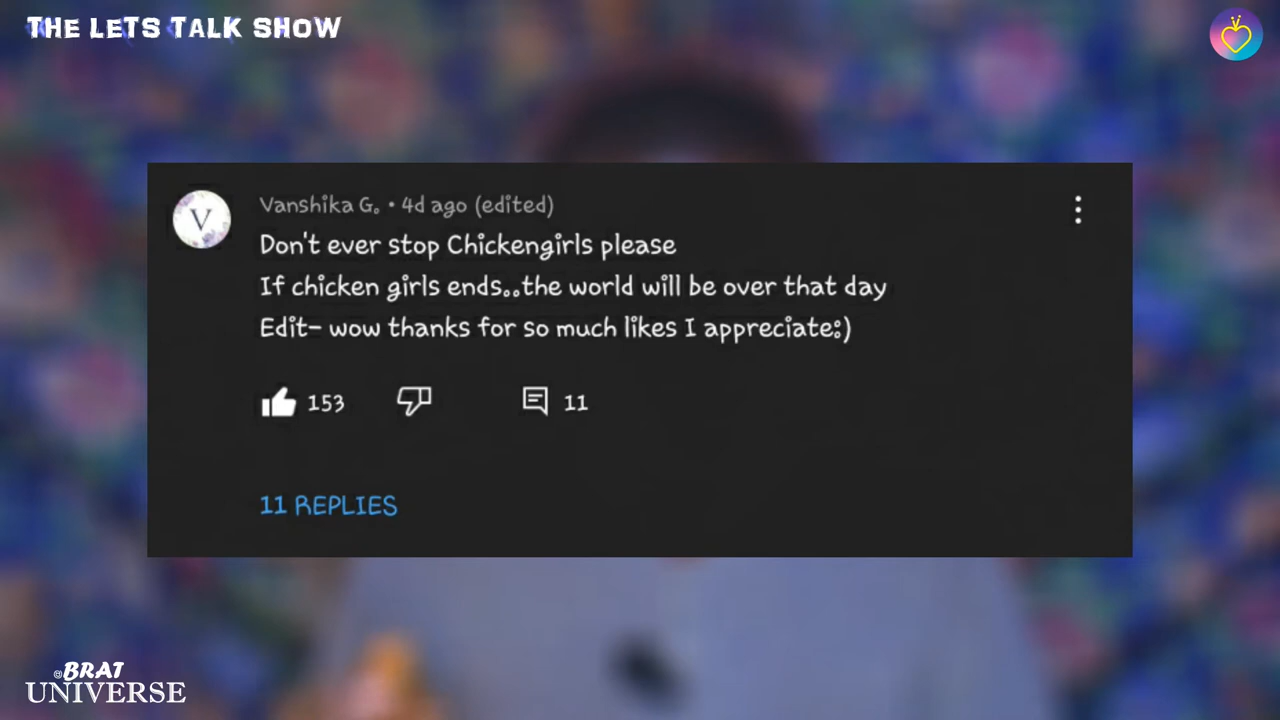 THE LETS TALK SHOW
V
Vanshika G. • 4d ago (edited)
Don't ever stop Chickengirls please
If chicken girls ends..the world will be over that day
Edit- wow thanks for so much likes I appreciate:)
153
11
11 REPLIES
@BRAT
UNIVERSE